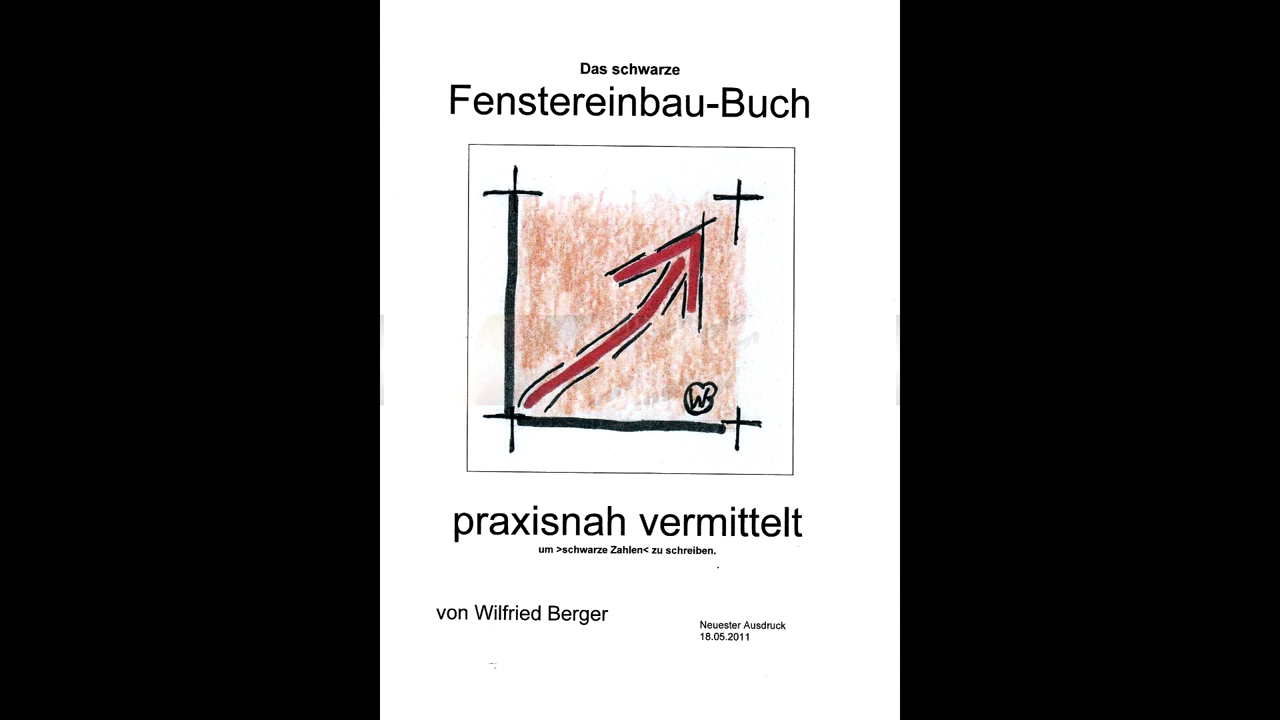 Das schwarze
Fenstereinbau-Buch
WB
praxisnah vermittelt
um >schwarze Zahlen< zu schreiben.
von Wilfried Berger
Neuester Ausdruck
18.05.2011